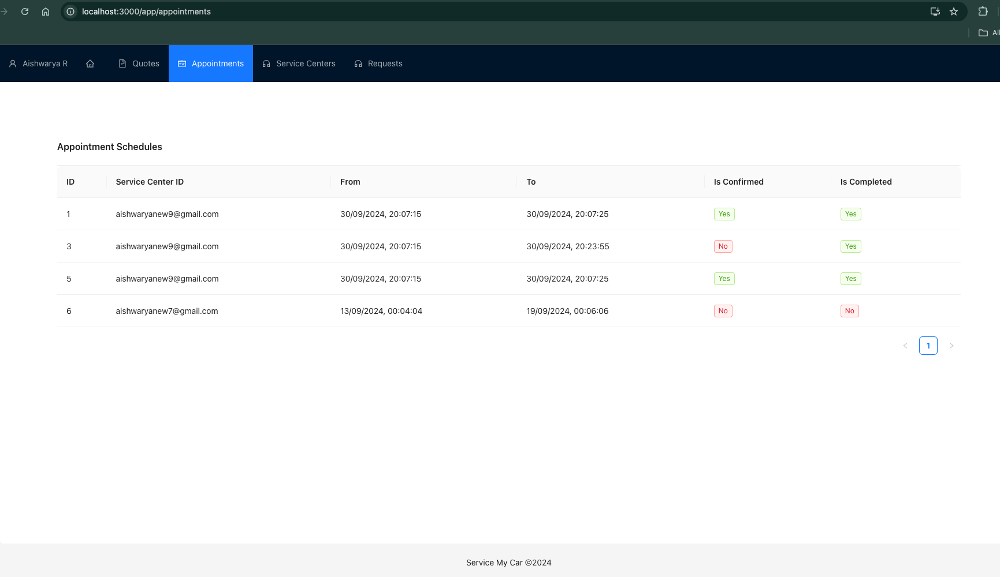 localhost:3000/app/appointments
All
Aishwarya R Quotes Appointments Service Centers Requests
Appointment Schedules
ID Service Center ID From To Is Confirmed Is Completed
1 aishwaryanew9@gmail.com 30/09/2024, 20:07:15 30/09/2024, 20:07:25 Yes Yes
3 aishwaryanew9@gmail.com 30/09/2024, 20:07:15 30/09/2024, 20:23:55 No Yes
5 aishwaryanew9@gmail.com 30/09/2024, 20:07:15 30/09/2024, 20:07:25 Yes Yes
6 aishwaryanew7@gmail.com 13/09/2024, 00:04:04 19/09/2024, 00:06:06 No No
< 1 >
Service My Car ©2024